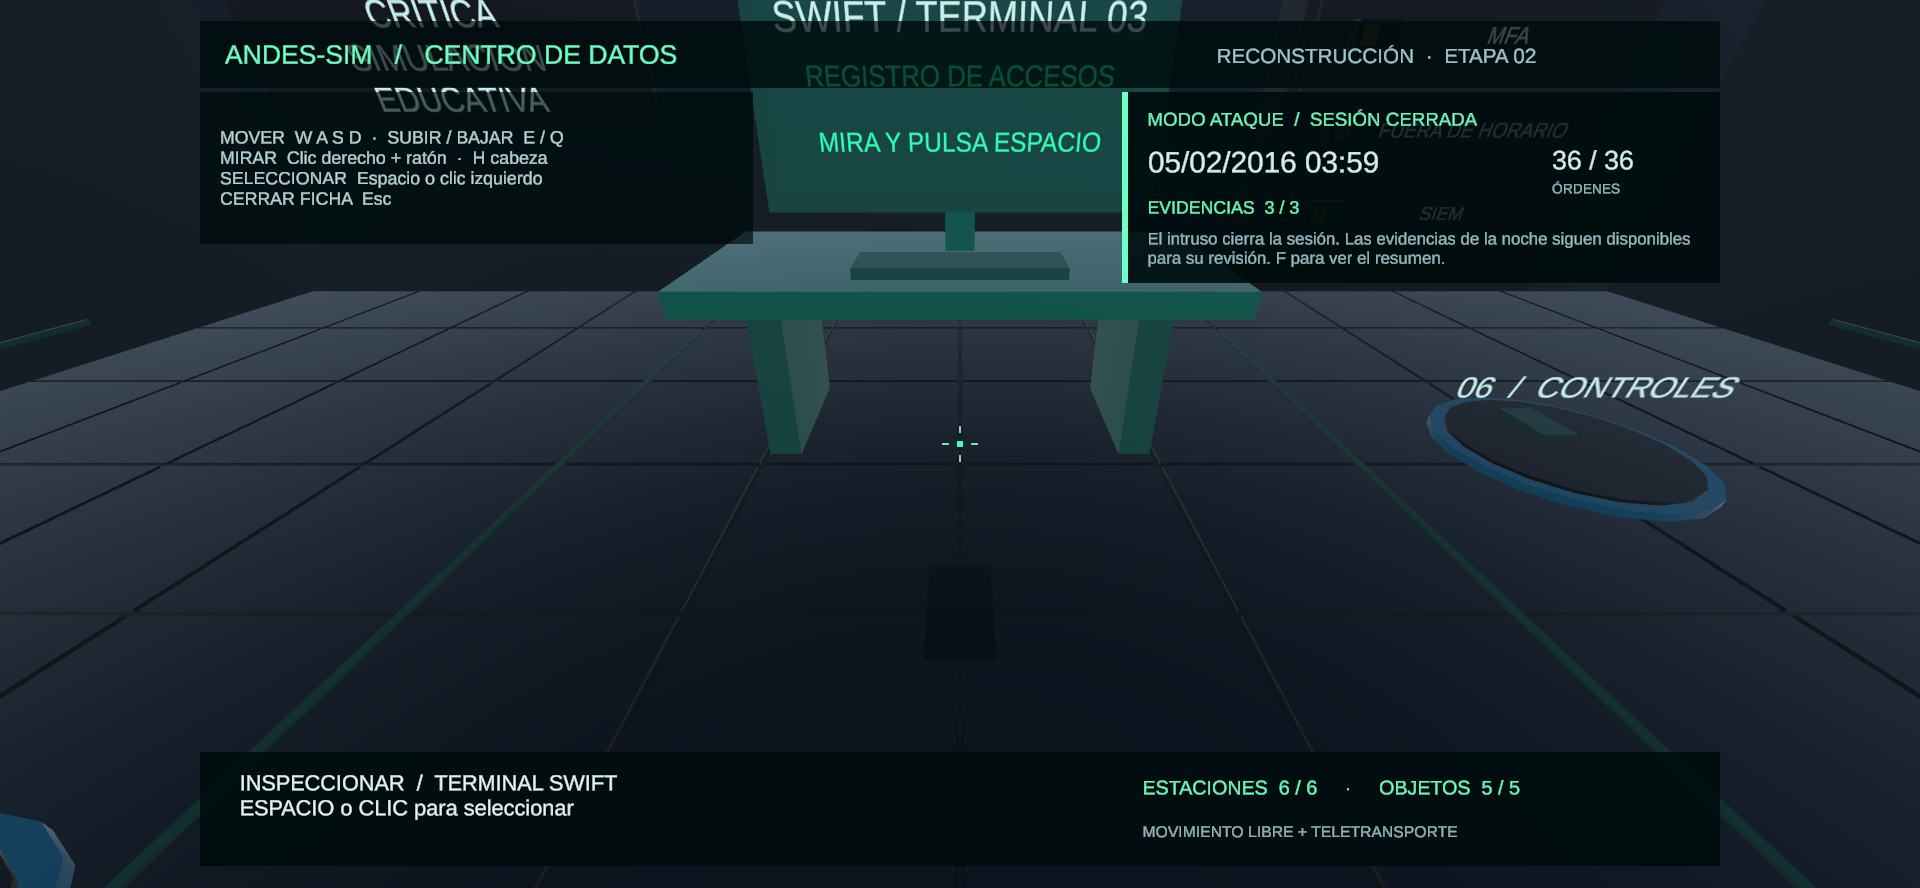 CRÍTICA
SIMULACIÓN
EDUCATIVA
SWIFT / TERMINAL 03
REGISTRO DE ACCESOS
MIRA Y PULSA ESPACIO
ANDES-SIM / CENTRO DE DATOS
RECONSTRUCCIÓN · ETAPA 02
MFA
FUERA DE HORARIO
SIEM
MOVER W A S D · SUBIR / BAJAR E / Q
MIRAR Clic derecho + ratón · H cabeza
SELECCIONAR Espacio o clic izquierdo
CERRAR FICHA Esc
MODO ATAQUE / SESIÓN CERRADA
05/02/2016 03:59
36 / 36
ÓRDENES
EVIDENCIAS 3 / 3
El intruso cierra la sesión. Las evidencias de la noche siguen disponibles
para su revisión. F para ver el resumen.
06 / CONTROLES
INSPECCIONAR / TERMINAL SWIFT
ESPACIO o CLIC para seleccionar
ESTACIONES 6 / 6 · OBJETOS 5 / 5
MOVIMIENTO LIBRE + TELETRANSPORTE